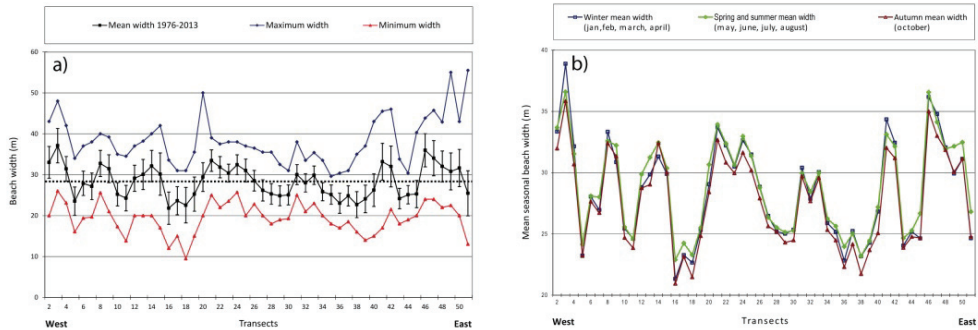 Mean width 1976-2013 Maximum width Minimum width
a)
Beach width (m)
60
50
40
30
20
10
0
2 4 6 8 10 12 14 16 18 20 22 24 26 28 30 32 34 36 38 40 42 44 46 48 50
West Transects East
Winter mean width Spring and summer mean width Autumn mean width
(jan,feb, march, april) (may, june, july, august) (october)
b)
Mean seasonal beach width (m)
40
35
30
25
20
2 4 6 8 10 12 14 16 18 20 22 24 26 28 30 32 34 36 38 40 42 44 46 48 50
West Transects East